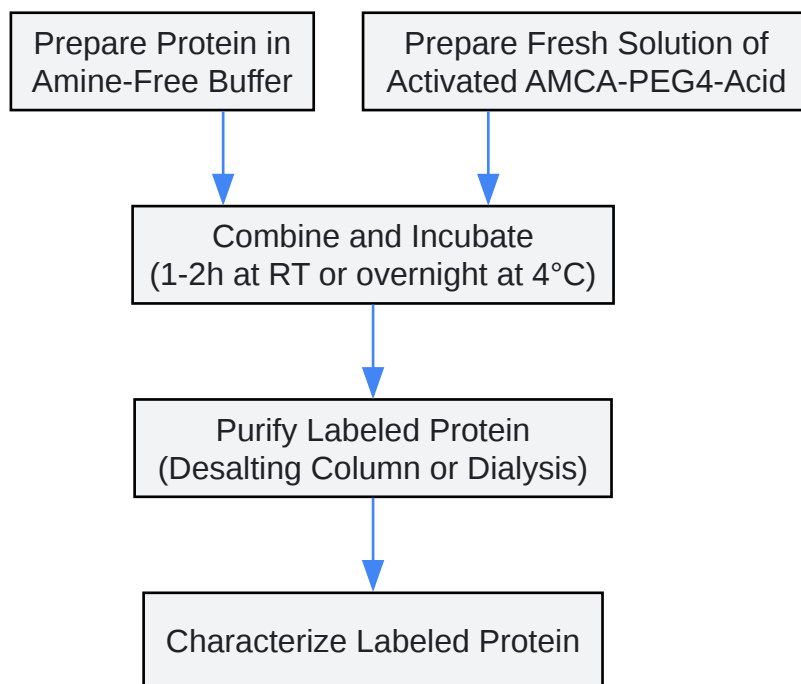 Prepare Protein in
Amine-Free Buffer
Prepare Fresh Solution of
Activated AMCA-PEG4-Acid
Combine and Incubate
(1-2h at RT or overnight at 4°C)
Purify Labeled Protein
(Desalting Column or Dialysis)
Characterize Labeled Protein